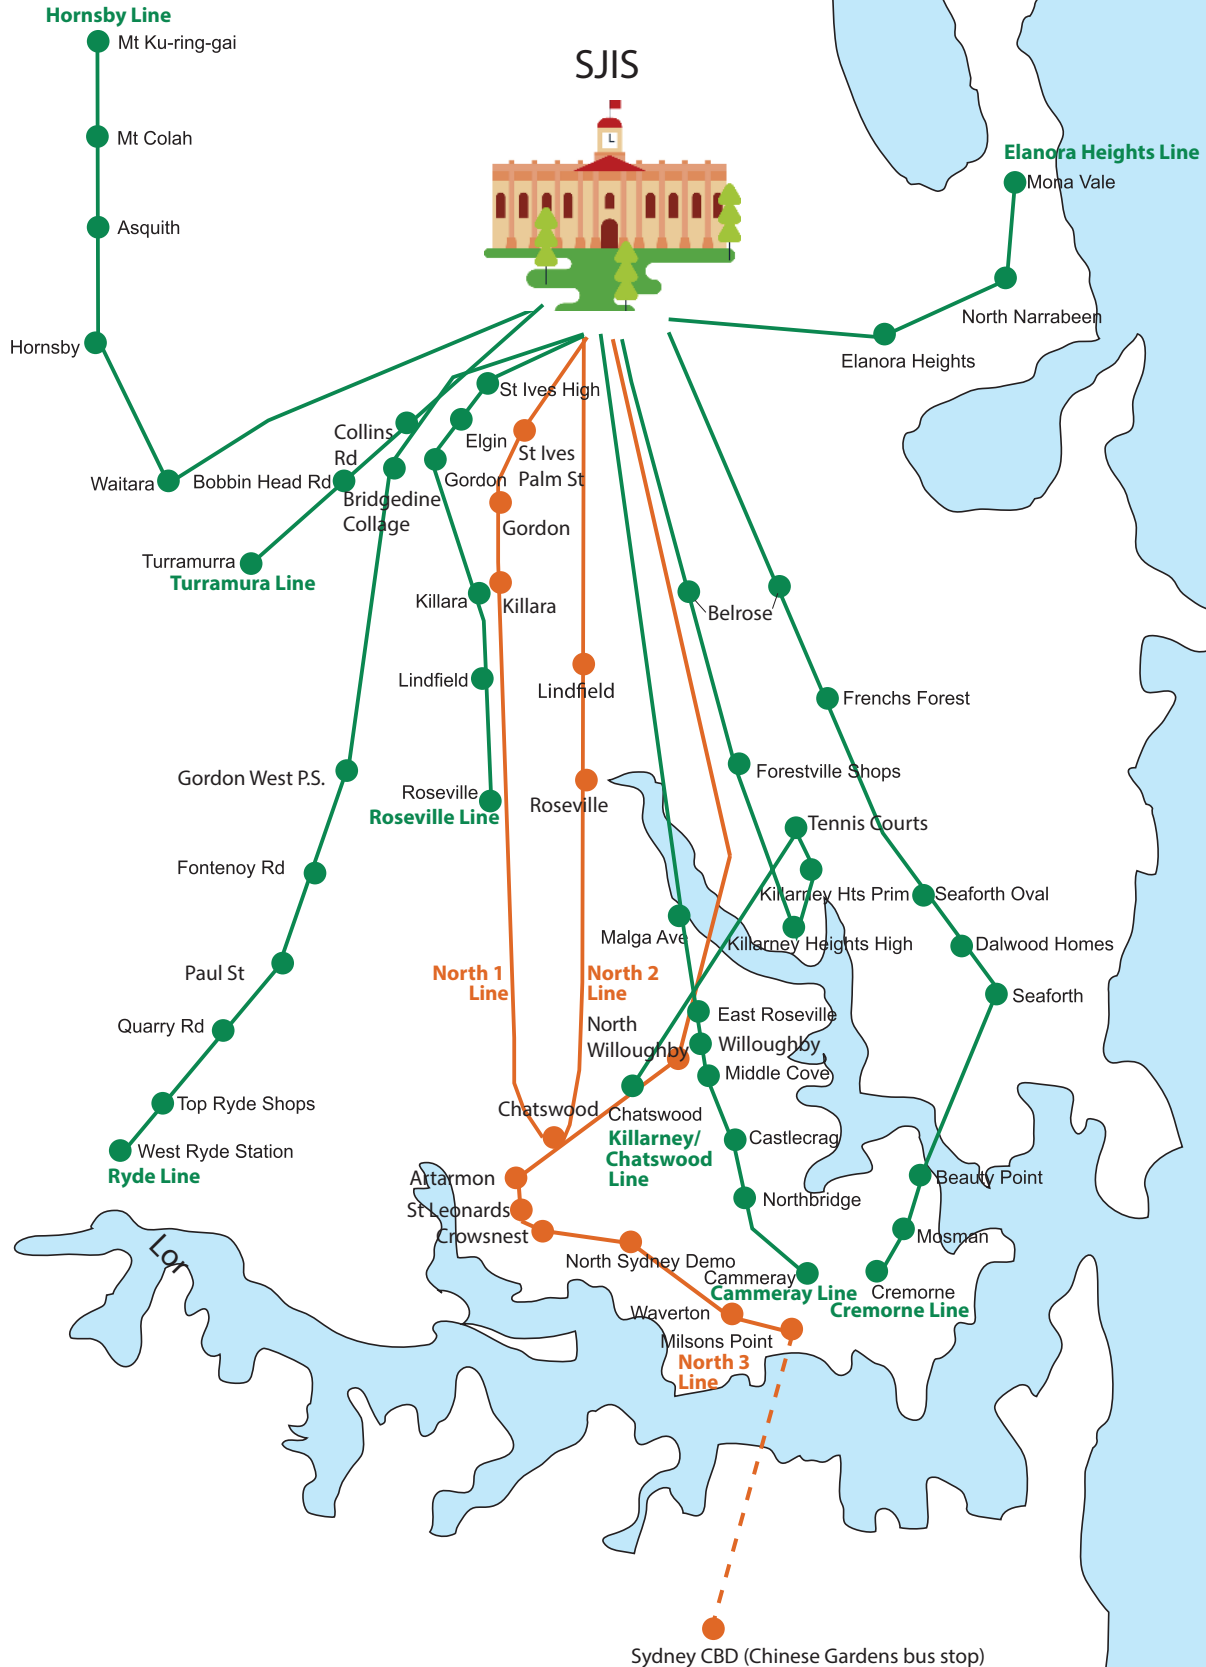 Hornsby Line
Mt Ku-ring-gai
SJIS
L
Mt Colah
Elanora Heights Line
Mona Vale
Asquith
North Narrabeen
Hornsby
Elanora Heights
St Ives High
Collins
Rd
Elgin
St Ives
Palm St
Waitara
Bobbin Head Rd
Gordon
Bridgedine
Collage
Gordon
Turramurra
Turramura Line
Killara
Killara
Belrose
Lindfield
Lindfield
Frenchs Forest
Gordon West P.S.
Forestville Shops
Roseville
Roseville Line
Roseville
Tennis Courts
Fontenoy Rd
Killarney Hts Prim
Seaforth Oval
Malga Ave
Killarney Heights High
Dalwood Homes
Paul St
North 1
Line
North 2
Line
Seaforth
Quarry Rd
North
Willoughby
East Roseville
Willoughby
Middle Cove
Top Ryde Shops
Chatswood
Chatswood
Killarney/
Chatswood
Line
Castlecrag
West Ryde Station
Ryde Line
Artarmon
Beauty Point
St Leonards
Northbridge
Crowsnest
Mosman
Lor
North Sydney Demo
Cammeray
Cammeray Line
Cremorne
Cremorne Line
Waverton
Milsons Point
North 3
Line
Sydney CBD (Chinese Gardens bus stop)